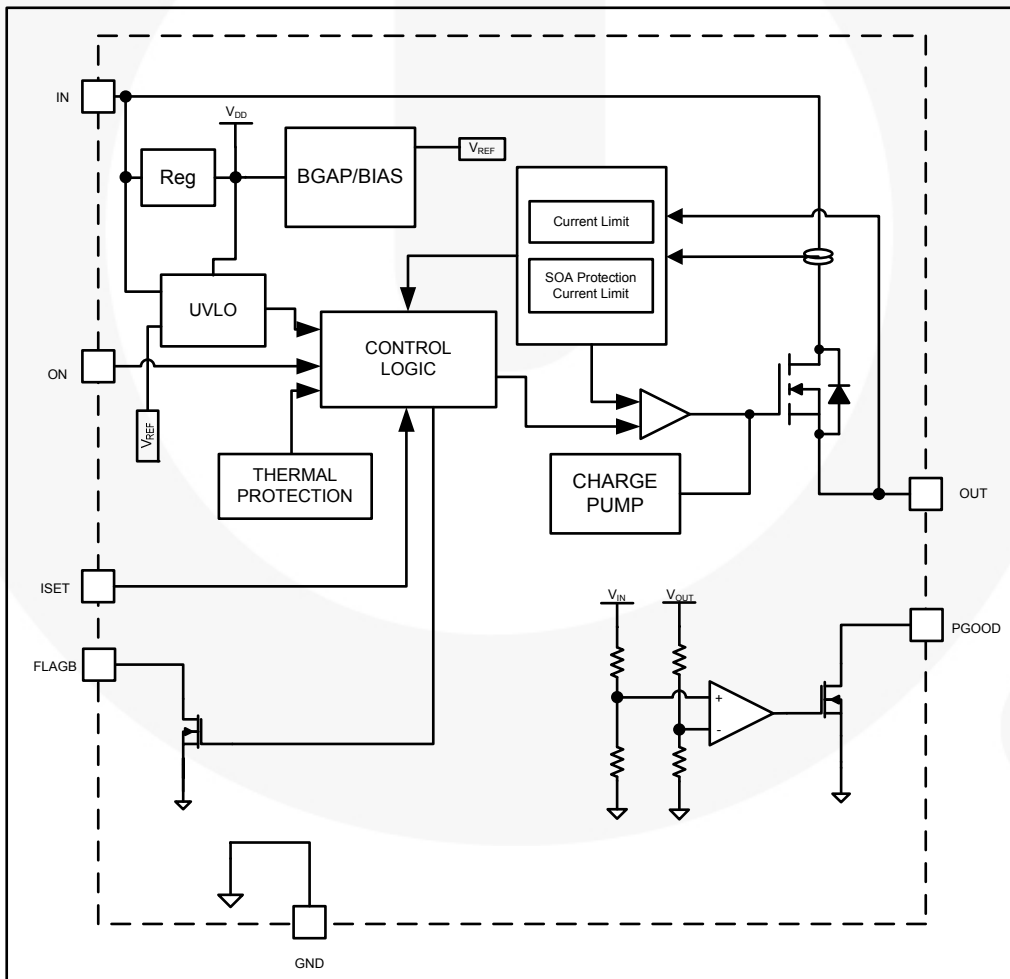 IN
VDD
Reg
BGAP/BIAS
VREF
Current Limit
SOA Protection
Current Limit
UVLO
CONTROL
LOGIC
ON
VREF
THERMAL
PROTECTION
CHARGE
PUMP
OUT
ISET
VIN
VOUT
PGOOD
FLAGB
+
-
GND